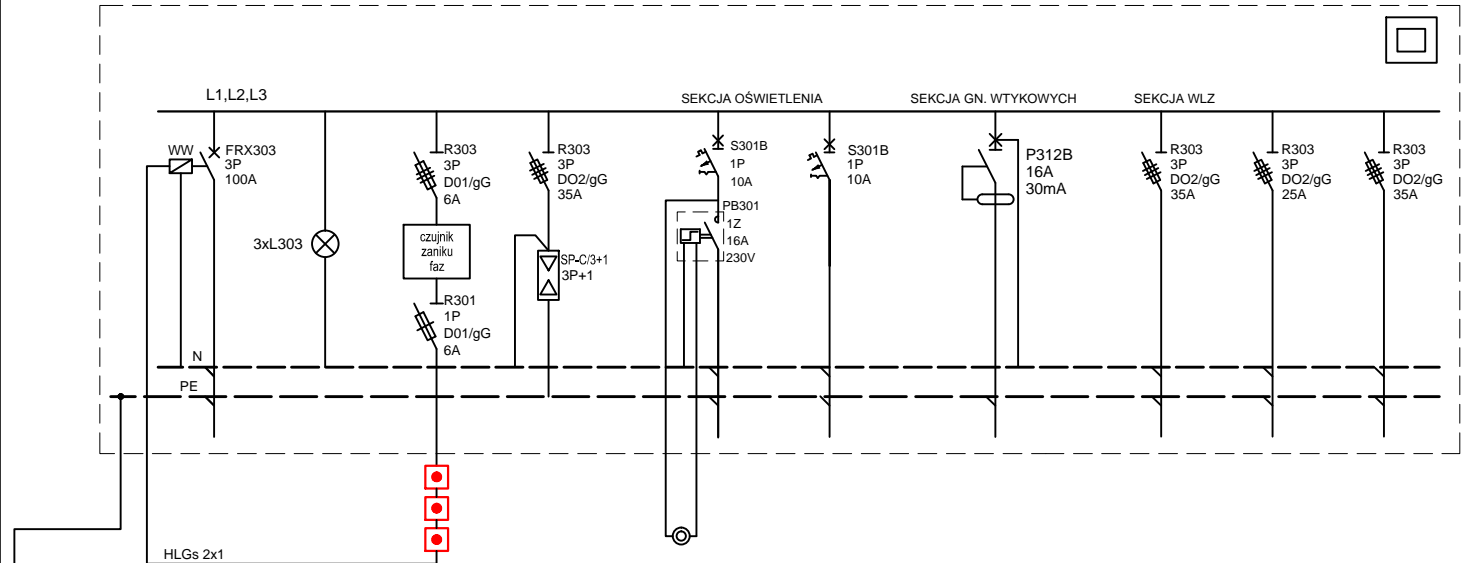 L1,L2,L3
SEKCJA OŚWIETLENIA
SEKCJA GN. WTYKOWYCH
SEKCJA WLZ
WW
FRX303
3P
100A
3xL303
R303
3P
D01/gG
6A
czujnik
zaniku
faz
R301
1P
D01/gG
6A
R303
3P
DO2/gG
35A
SP-C/3+1
3P+1
S301B
1P
10A
PB301
1Z
16A
230V
S301B
1P
10A
P312B
16A
30mA
R303
3P
DO2/gG
35A
R303
3P
DO2/gG
25A
R303
3P
DO2/gG
35A
N
PE
HLGs 2x1